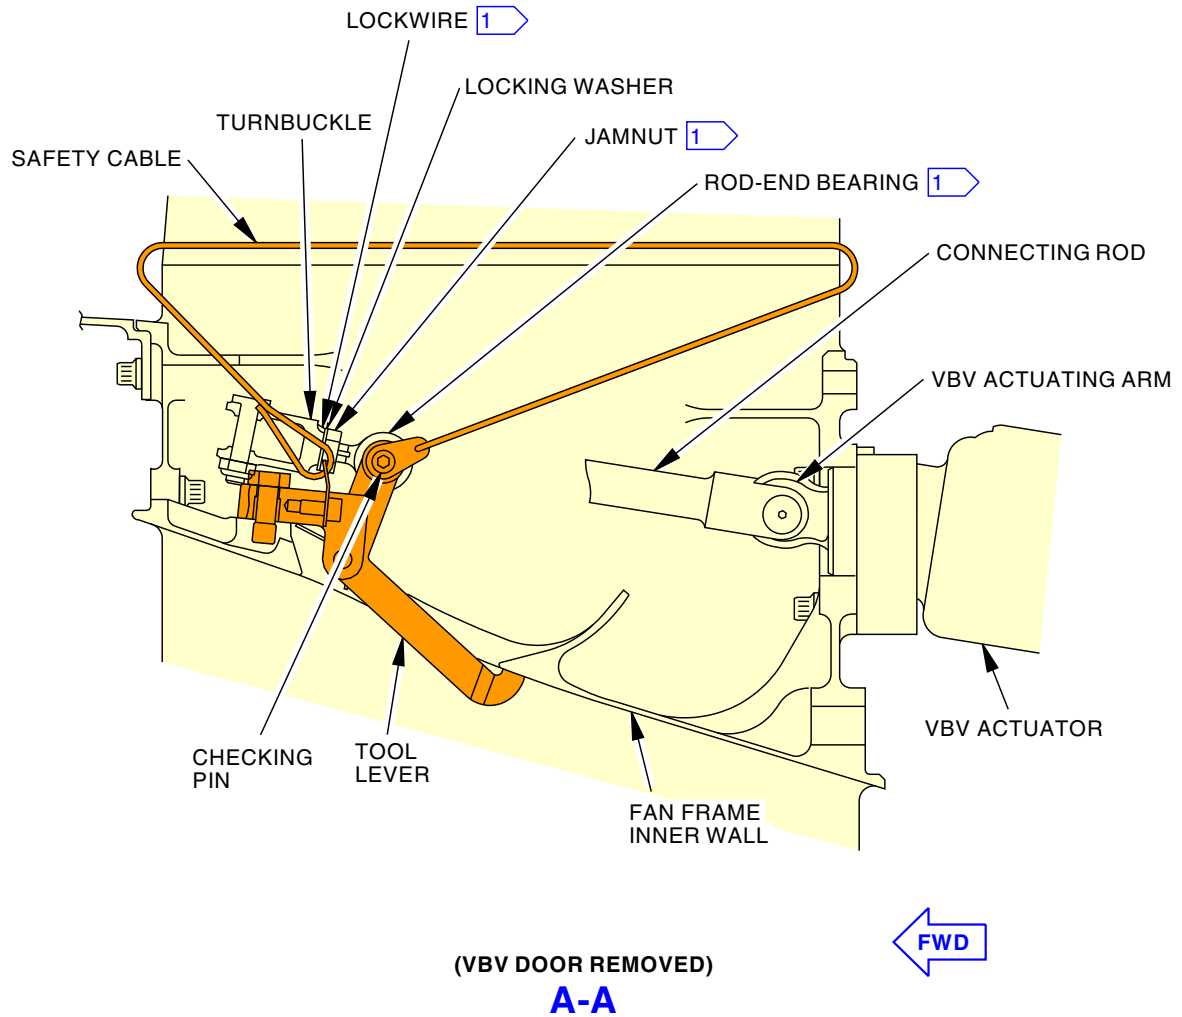 LOCKWIRE 1
LOCKING WASHER
TURNBUCKLE
JAMNUT 1
SAFETY CABLE
ROD-END BEARING 1
CONNECTING ROD
VBV ACTUATING ARM
VBV ACTUATOR
CHECKING
PIN
TOOL
LEVER
FAN FRAME
INNER WALL
FWD
(VBV DOOR REMOVED)
A-A